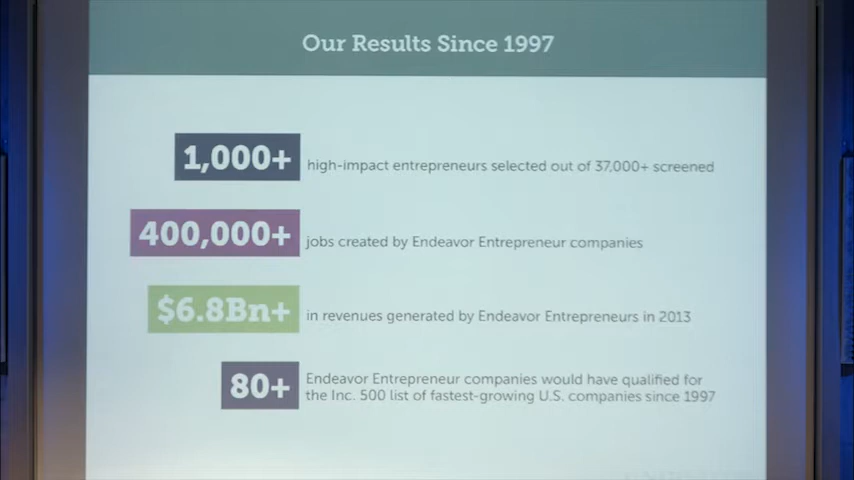 Our Results Since 1997
1,000+ high-impact entrepreneurs selected out of 37,000+ screened
400,000+ jobs created by Endeavor Entrepreneur companies
$6.8Bn+ in revenues generated by Endeavor Entrepreneurs in 2013
80+ Endeavor Entrepreneur companies would have qualified for
the Inc. 500 list of fastest-growing U.S. companies since 1997